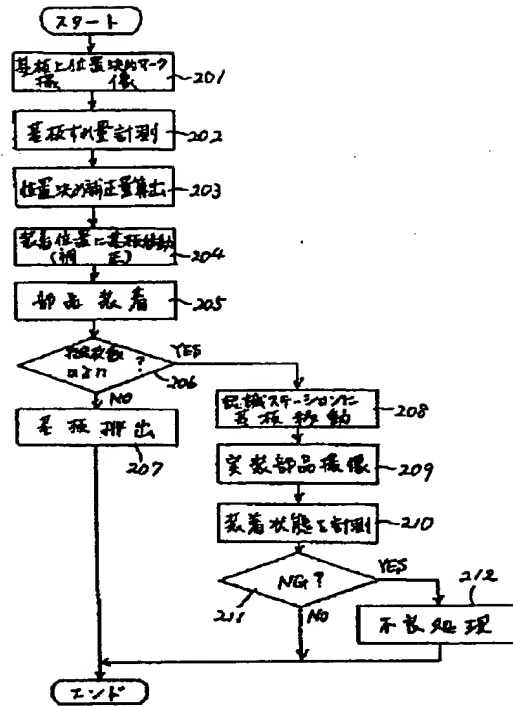 スタート
基板上位置決めマーク
撮像
201
基板ずれ量計測
202
位置決め補正量算出
203
装着位置に基板移動
(補正)
204
部品装着
205
?
YES
206
NO
基板排出
207
認識ステーションに
基板移動
208
実装部品撮像
209
装着状態を計測
210
NG?
YES
211
NO
212
不良処理
エンド